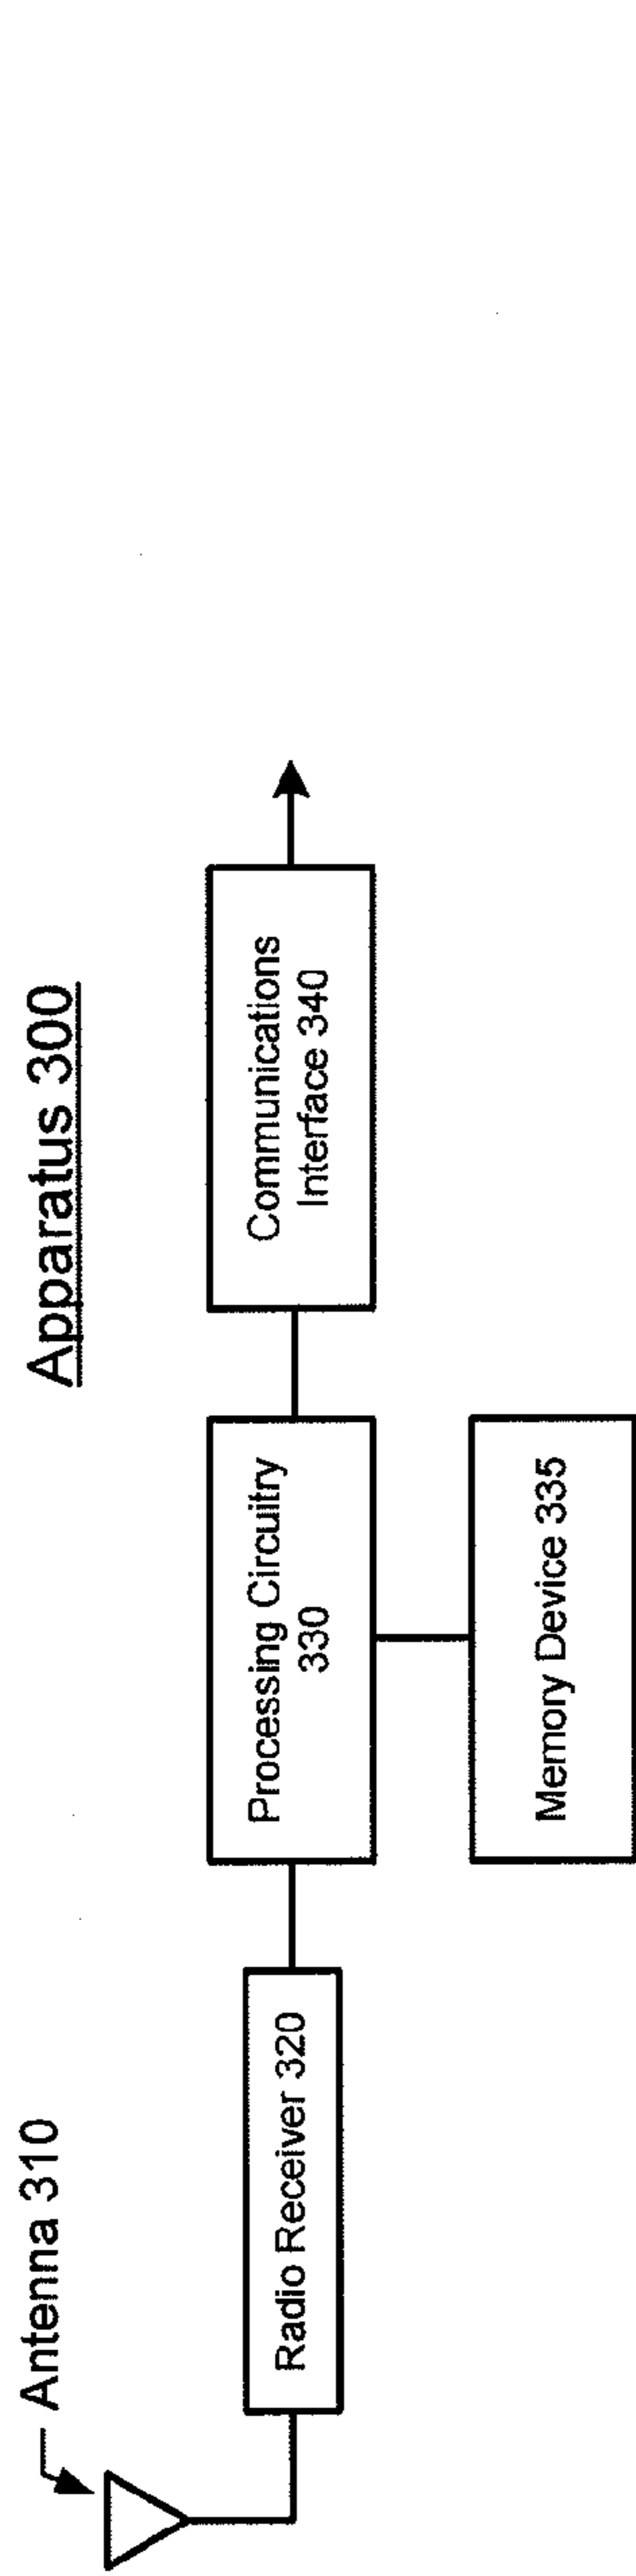 Apparatus 300
Antenna 310
Radio Receiver 320
Processing Circuitry
330
Communications
Interface 340
Memory Device 335